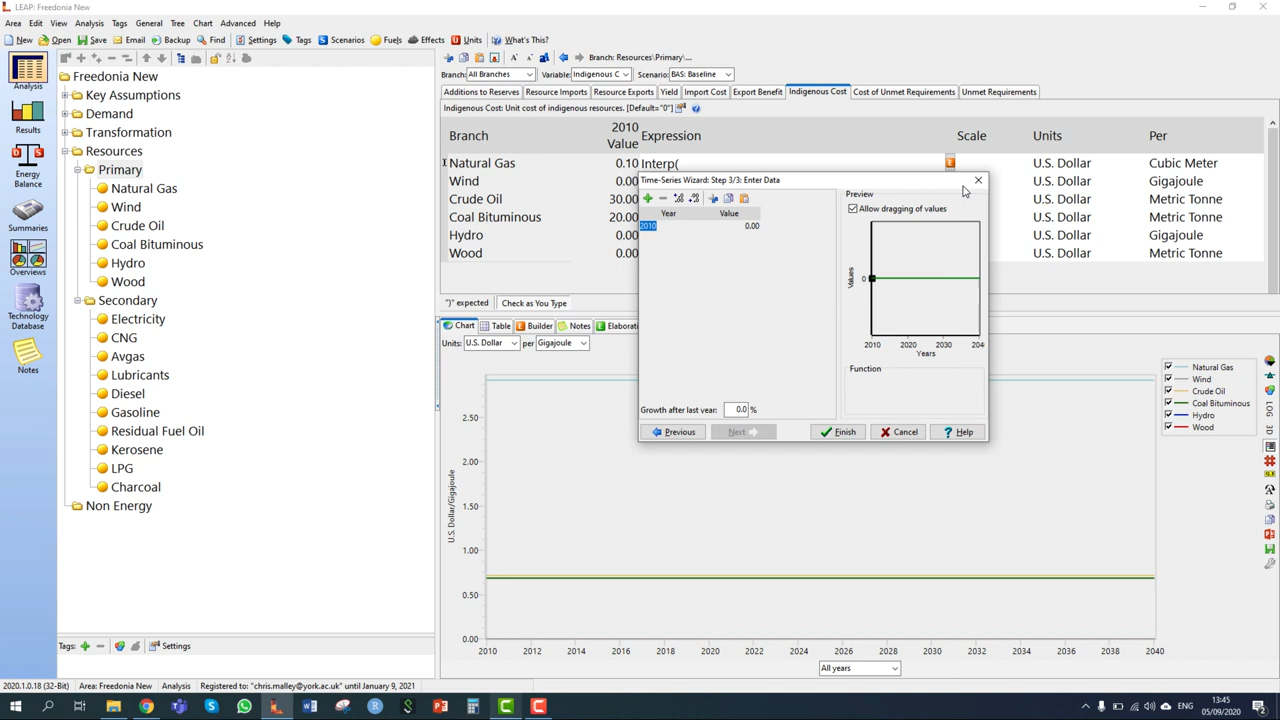 LEAP: Freedonia New
Area Edit View Analysis Tags General Tree Chart Advanced Help
New Open Save Email Backup Find Settings Tags Scenarios Fuels Effects Units What's This?
Analysis
Results
Energy
Balance
Summaries
Overviews
Technology
Database
Notes
Freedonia New
Key Assumptions
Demand
Transformation
Resources
Primary
Natural Gas
Wind
Crude Oil
Coal Bituminous
Hydro
Wood
Secondary
Electricity
CNG
Avgas
Lubricants
Diesel
Gasoline
Residual Fuel Oil
Kerosene
LPG
Charcoal
Non Energy
Tags: Settings
Branch: Resources\Primary\...
Branch: All Branches Variable: Indigenous C Scenario: BAS: Baseline
Additions to Reserves Resource Imports Resource Exports Yield Import Cost Export Benefit Indigenous Cost Cost of Unmet Requirements Unmet Requirements
Indigenous Cost: Unit cost of indigenous resources. [Default="0"]
Branch 2010 Value Expression Scale Units Per
Natural Gas 0.10 Interp( U.S. Dollar Cubic Meter
Wind 0.00 U.S. Dollar Gigajoule
Crude Oil 30.00 U.S. Dollar Metric Tonne
Coal Bituminous 20.00 U.S. Dollar Metric Tonne
Hydro 0.00 U.S. Dollar Gigajoule
Wood 0.00 U.S. Dollar Metric Tonne
")" expected Check as You Type
Chart Table Builder Notes Elaborati
Units: U.S. Dollar per Gigajoule
Time-Series Wizard: Step 3/3: Enter Data
Year Value
2010 0.00
Growth after last year: 0.0 %
Preview
Allow dragging of values
Values
0
2010 2020 2030 204
Years
Function
Previous Next Finish Cancel Help
U.S. Dollar/Gigajoule
2.50
2.00
1.50
1.00
0.50
0.00
2010 2012 2014 2016 2018 2020 2022 2024 2026 2028 2030 2032 2034 2036 2038 2040
All years
Natural Gas
Wind
Crude Oil
Coal Bituminous
Hydro
Wood
LOG
3D
2020.1.0.18 (32-Bit) Area: Freedonia New Analysis Registered to: "chris.malley@york.ac.uk" until January 9, 2021
13:45
05/09/2020